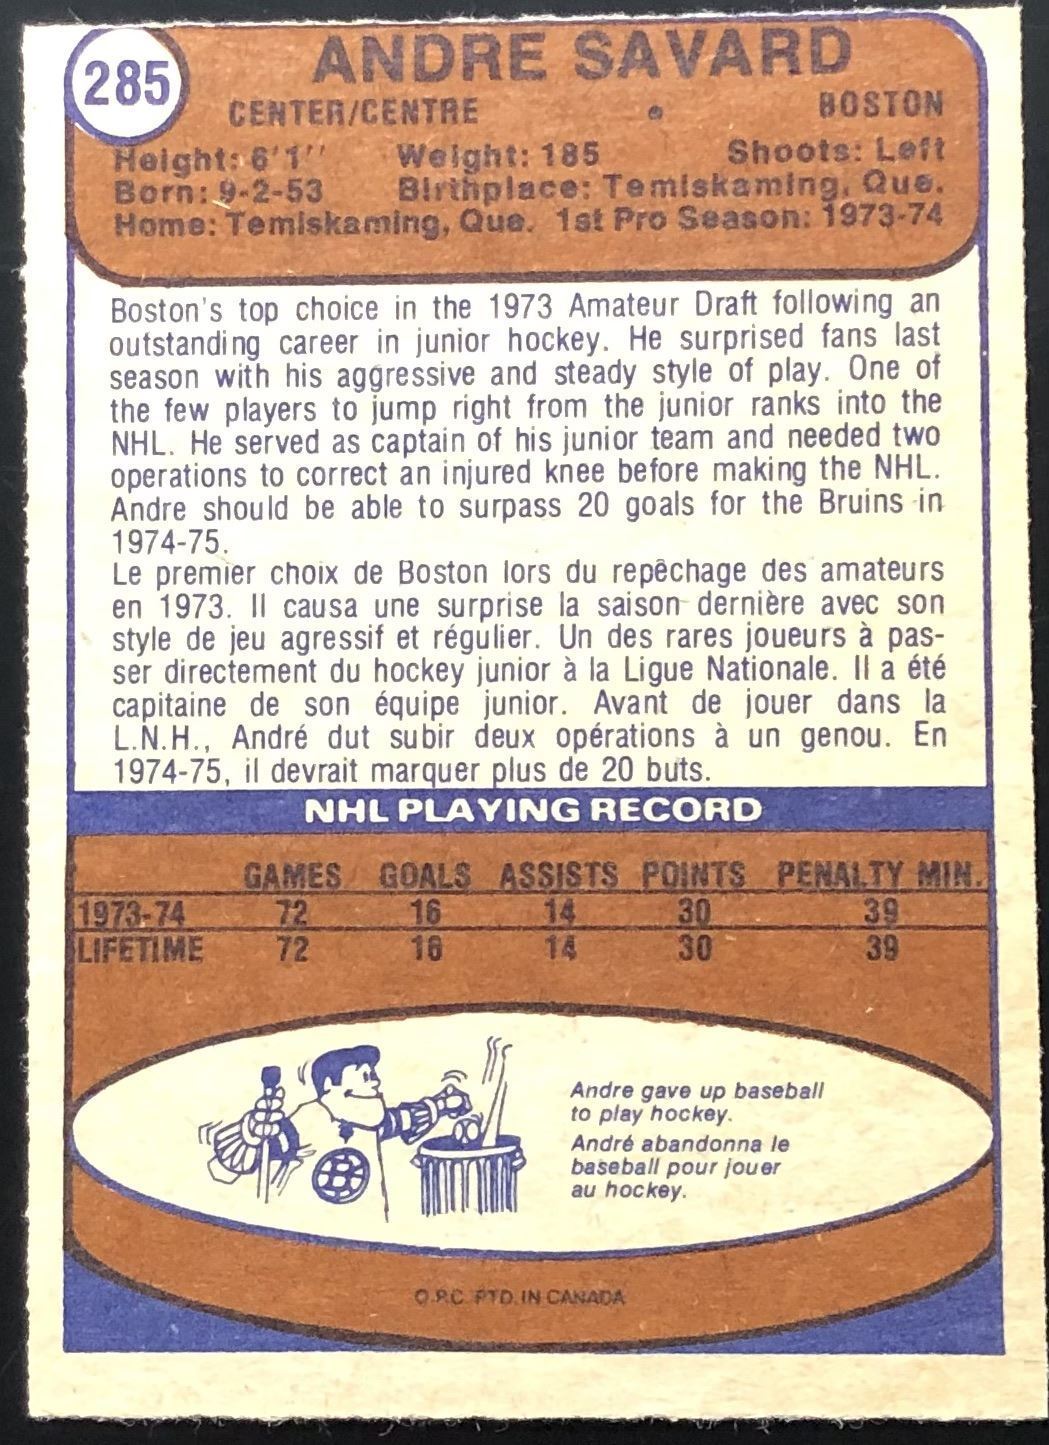 285
ANDRE SAVARD
CENTER/CENTRE • BOSTON
Height: 6'1'' Weight: 185 Shoots: Left
Born: 9-2-53 Birthplace: Temiskaming, Que.
Home: Temiskaming, Que. 1st Pro Season: 1973-74
Boston's top choice in the 1973 Amateur Draft following an
outstanding career in junior hockey. He surprised fans last
season with his aggressive and steady style of play. One of
the few players to jump right from the junior ranks into the
NHL. He served as captain of his junior team and needed two
operations to correct an injured knee before making the NHL.
Andre should be able to surpass 20 goals for the Bruins in
1974-75.
Le premier choix de Boston lors du repêchage des amateurs
en 1973. Il causa une surprise la saison dernière avec son
style de jeu agressif et régulier. Un des rares joueurs à pas-
ser directement du hockey junior à la Ligue Nationale. Il a été
capitaine de son équipe junior. Avant de jouer dans la
L.N.H., André dut subir deux opérations à un genou. En
1974-75, il devrait marquer plus de 20 buts.
NHL PLAYING RECORD
GAMES GOALS ASSISTS POINTS PENALTY MIN.
1973-74 72 16 14 30 39
LIFETIME 72 16 14 30 39
Andre gave up baseball
to play hockey.
André abandonna le
baseball pour jouer
au hockey.
B
O.P.C. PTD. IN CANADA